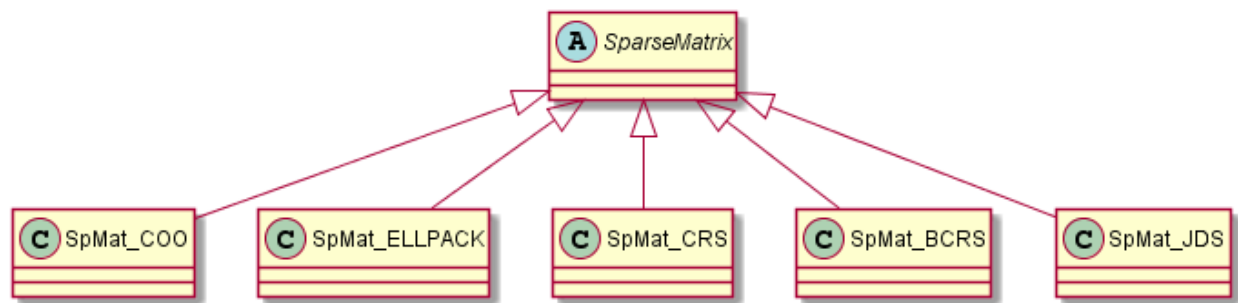 A SparseMatrix
C SpMat_COO
C SpMat_ELLPACK
C SpMat_CRS
C SpMat_BCRS
C SpMat_JDS